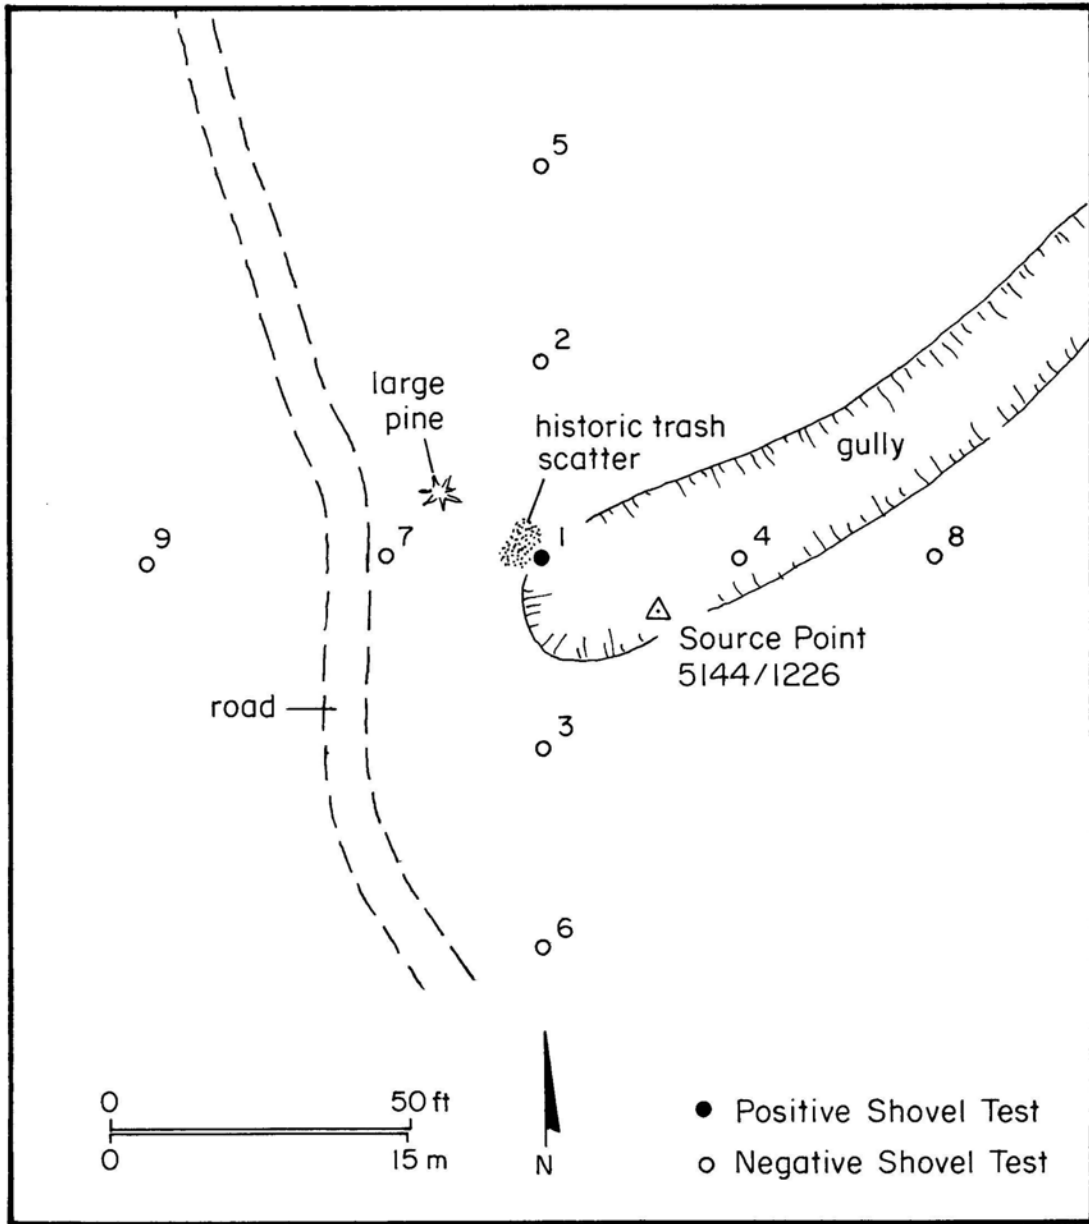 5
2
large
pine
historic trash
scatter
gully
9
7
1
4
8
Source Point
5144/1226
road
3
6
0
50 ft
0
15 m
N
Positive Shovel Test
Negative Shovel Test